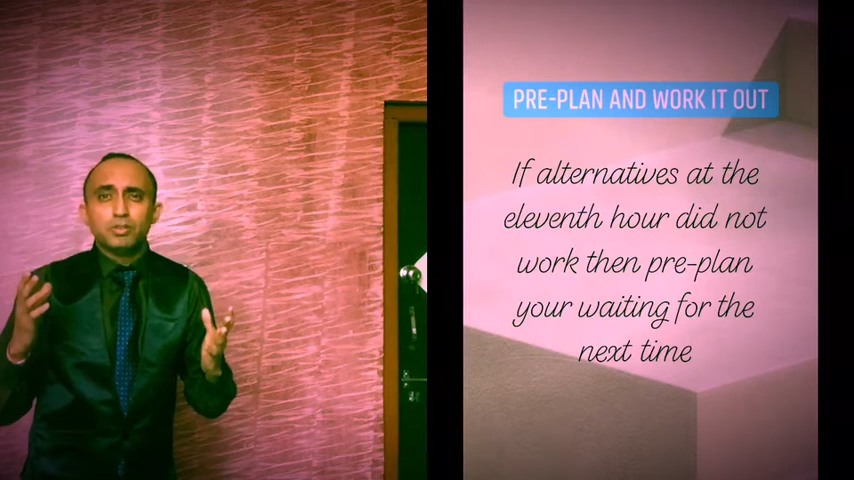 PRE-PLAN AND WORK IT OUT
If alternatives at the
eleventh hour did not
work then pre-plan
your waiting for the
next time